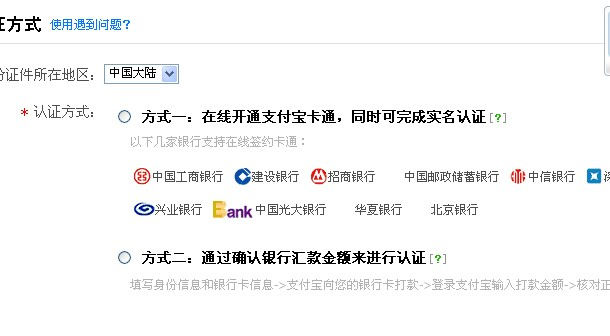 证方式 使用遇到问题?
份证件所在地区： 中国大陆
* 认证方式： 方式一：在线开通支付宝卡通，同时可完成实名认证 [?]
以下几家银行支持在线签约卡通：
中国工商银行 建设银行 招商银行 中国邮政储蓄银行 中信银行
兴业银行 Bank 中国光大银行 华夏银行 北京银行
方式二：通过确认银行汇款金额来进行认证 [?]
填写身份信息和银行卡信息->支付宝向您的银行卡打款->登录支付宝输入打款金额->核对正